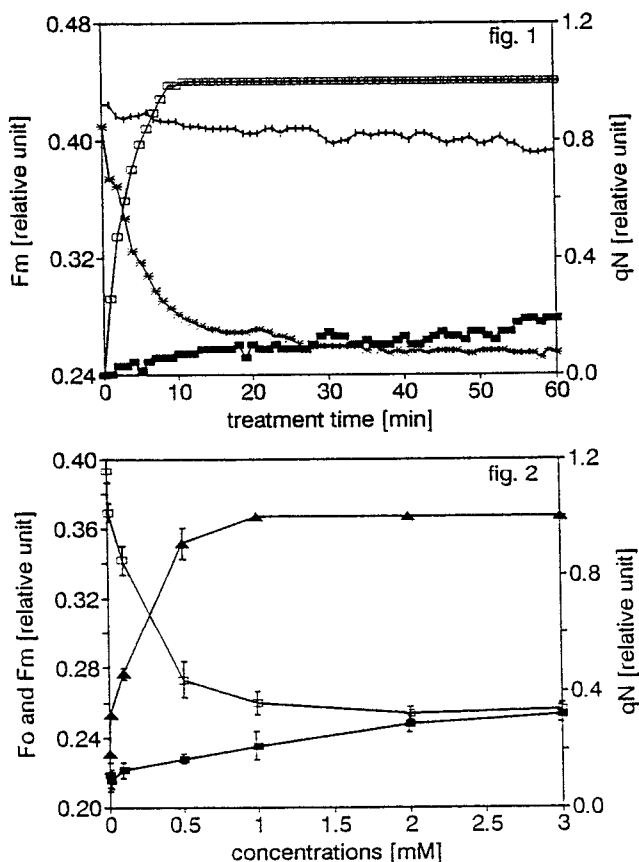 fig. 1
0.48
0.40
0.32
0.24
Fm [relative unit]
1.2
0.8
0.4
0.0
qN [relative unit]
0 10 20 30 40 50 60
treatment time [min]
fig. 2
0.40
0.36
0.32
0.28
0.24
0.20
Fo and Fm [relative unit]
1.2
0.8
0.4
0.0
qN [relative unit]
0 0.5 1 1.5 2 2.5 3
concentrations [mM]